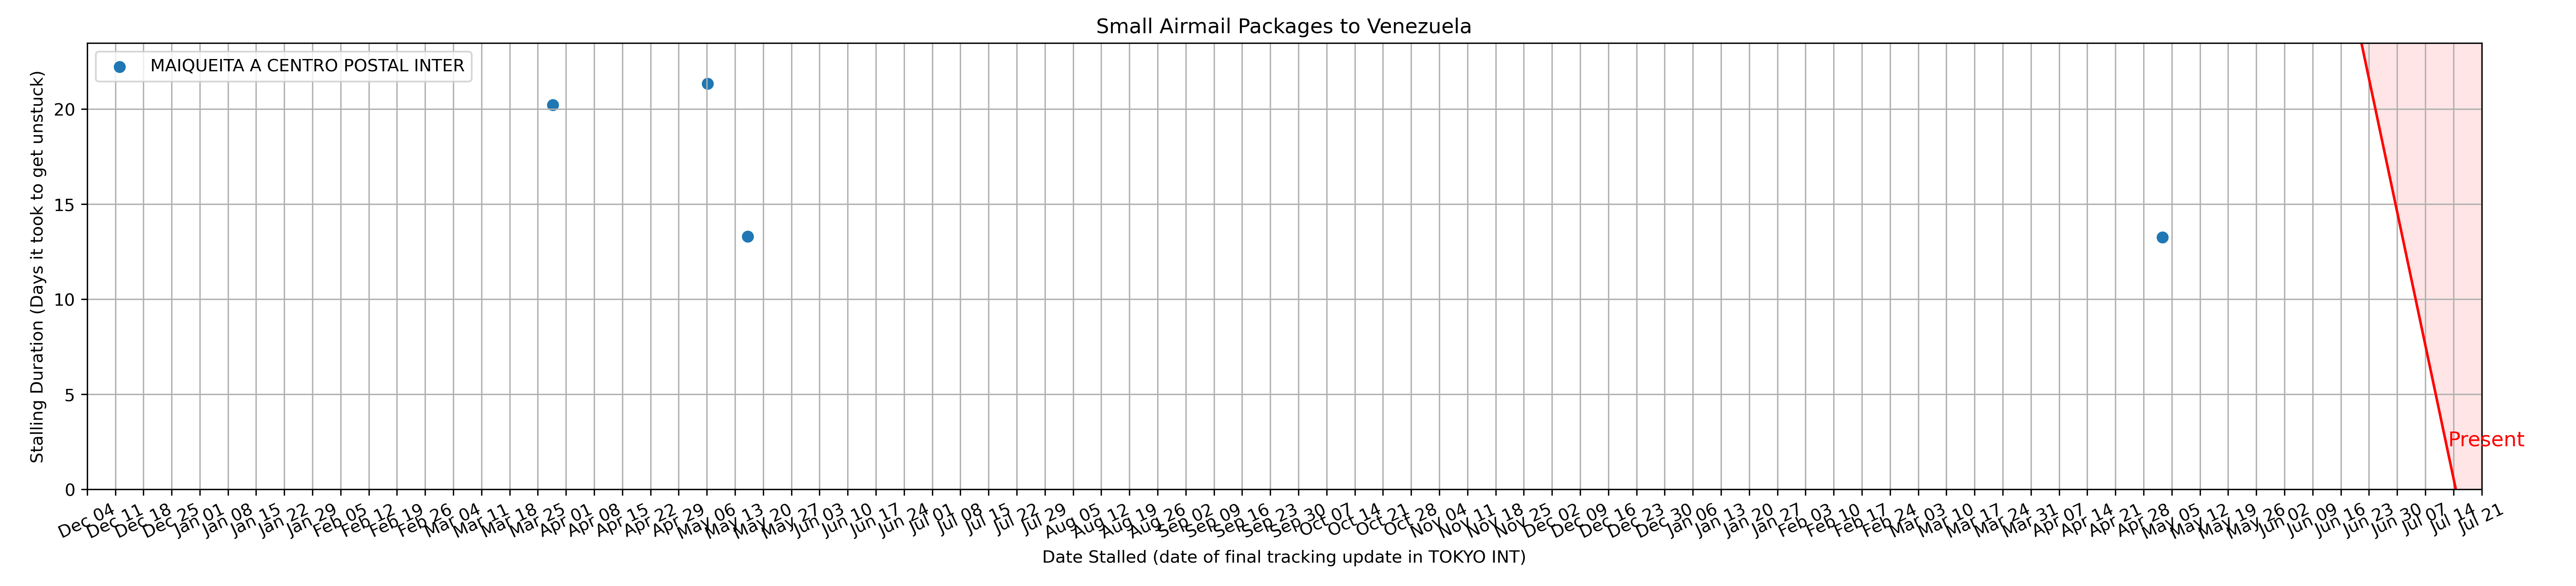 Small Airmail Packages to Venezuela
MAIQUEITA A CENTRO POSTAL INTER
Stalling Duration (Days it took to get unstuck)
20
15
10
5
0
Present
Dec 04 Dec 11 Dec 18 Dec 25 Jan 01 Jan 08 Jan 15 Jan 22 Jan 29 Feb 05 Feb 12 Feb 19 Feb 26 Mar 04 Mar 11 Mar 18 Mar 25 Apr 01 Apr 08 Apr 15 Apr 22 Apr 29 May 06 May 13 May 20 May 27 Jun 03 Jun 10 Jun 17 Jun 24 Jul 01 Jul 08 Jul 15 Jul 22 Jul 29 Aug 05 Aug 12 Aug 19 Aug 26 Sep 02 Sep 09 Sep 16 Sep 23 Sep 30 Oct 07 Oct 14 Oct 21 Oct 28 Nov 04 Nov 11 Nov 18 Nov 25 Dec 02 Dec 09 Dec 16 Dec 23 Dec 30 Jan 06 Jan 13 Jan 20 Jan 27 Feb 03 Feb 10 Feb 17 Feb 24 Mar 03 Mar 10 Mar 17 Mar 24 Mar 31 Apr 07 Apr 14 Apr 21 Apr 28 May 05 May 12 May 19 May 26 Jun 02 Jun 09 Jun 16 Jun 23 Jun 30 Jul 07 Jul 14 Jul 21
Date Stalled (date of final tracking update in TOKYO INT)